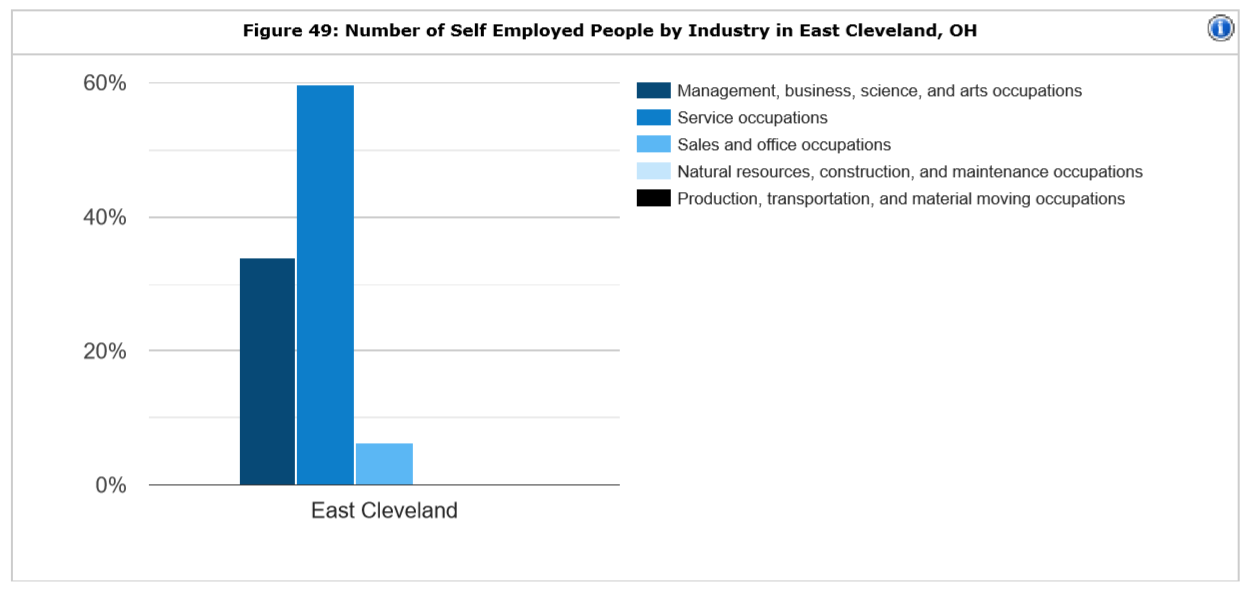 Figure 49: Number of Self Employed People by Industry in East Cleveland, OH
i
60%
40%
20%
0%
East Cleveland
Management, business, science, and arts occupations
Service occupations
Sales and office occupations
Natural resources, construction, and maintenance occupations
Production, transportation, and material moving occupations